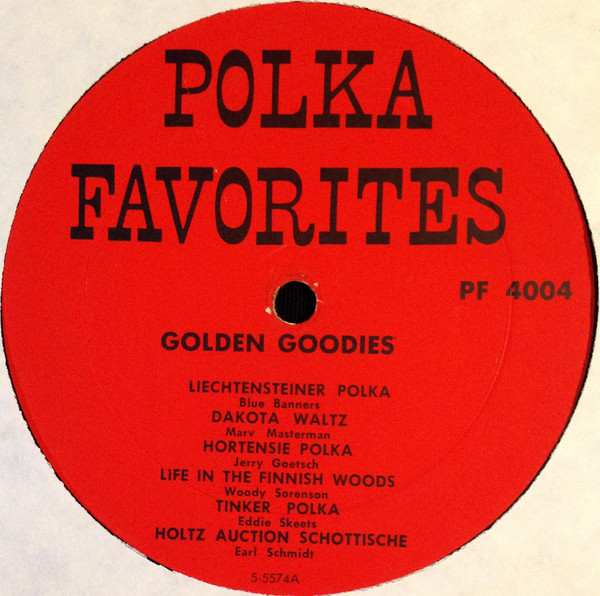 POLKA
FAVORITES
PF 4004
GOLDEN GOODIES
LIECHTENSTEINER POLKA
Blue Banners
DAKOTA WALTZ
Marv Masterman
HORTENSIE POLKA
Jerry Goetsch
LIFE IN THE FINNISH WOODS
Woody Sorenson
TINKER POLKA
Eddie Skeets
HOLTZ AUCTION SCHOTTISCHE
Earl Schmidt
5-5574A